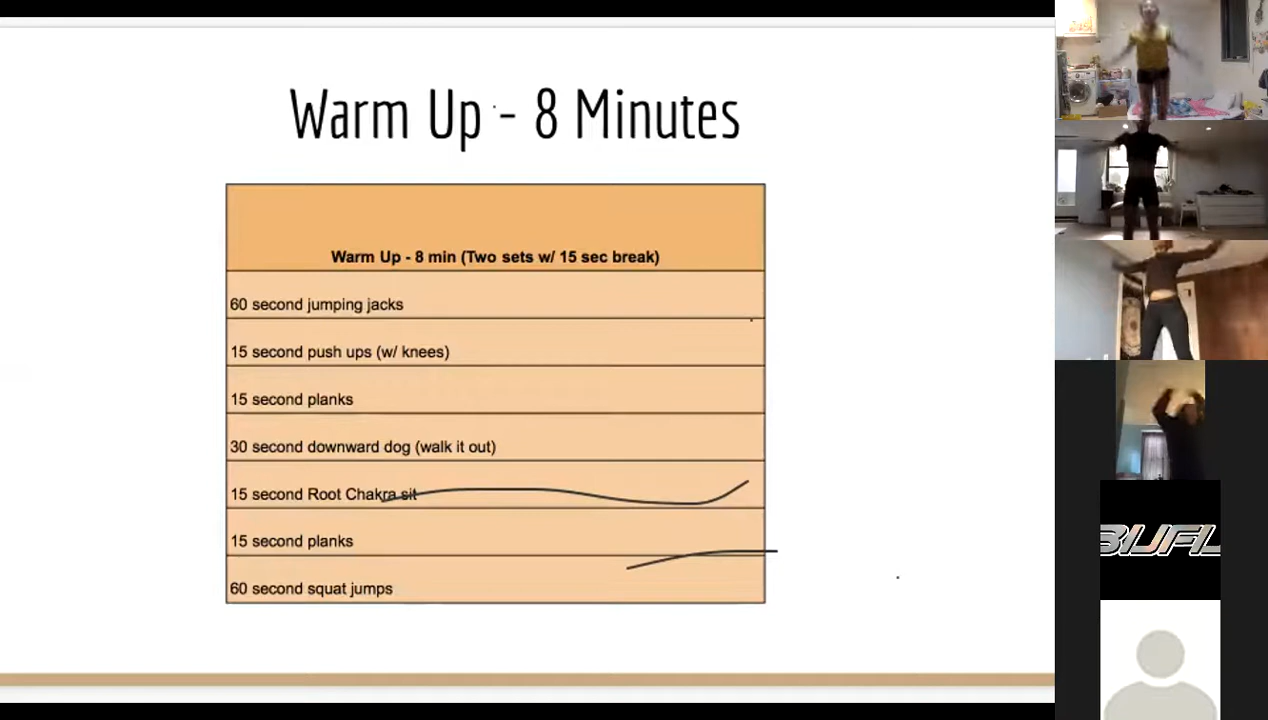 Warm Up - 8 Minutes
Warm Up - 8 min (Two sets w/ 15 sec break)
60 second jumping jacks
15 second push ups (w/ knees)
15 second planks
30 second downward dog (walk it out)
15 second Root Chakra sit
15 second planks
60 second squat jumps